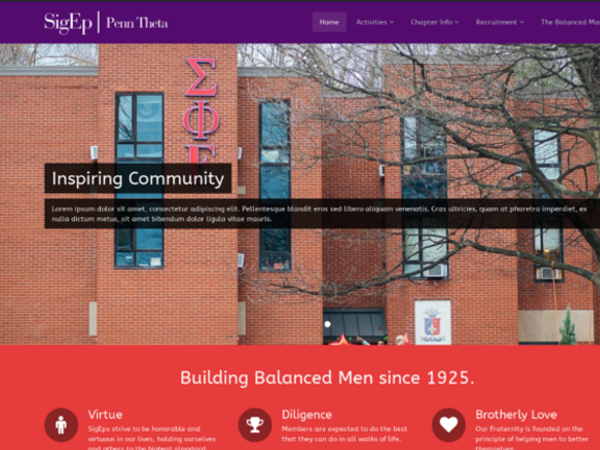 SigEp | Penn Theta
Home Activities Chapter Info Recruitment The Balanced
ΣΦ
Inspiring Community
Lorem ipsum dolor sit amet, consectetur adipiscing elit. Pellentesque blandit eros sed libero aliquam venenatis. Cras ultricies, quam at pharetra imperdiet, ex
nulla dictum metus, sit amet bibendum dolor ligula vitae mauris.
Building Balanced Men since 1925.
Virtue
SigEps strive to be honorable and
virtuous in our lives, holding ourselves
and others to the highest standard
Diligence
Members are expected to do the best
that they can do in all walks of life.
Brotherly Love
Our Fraternity is founded on the
principle of helping men to better
themselves